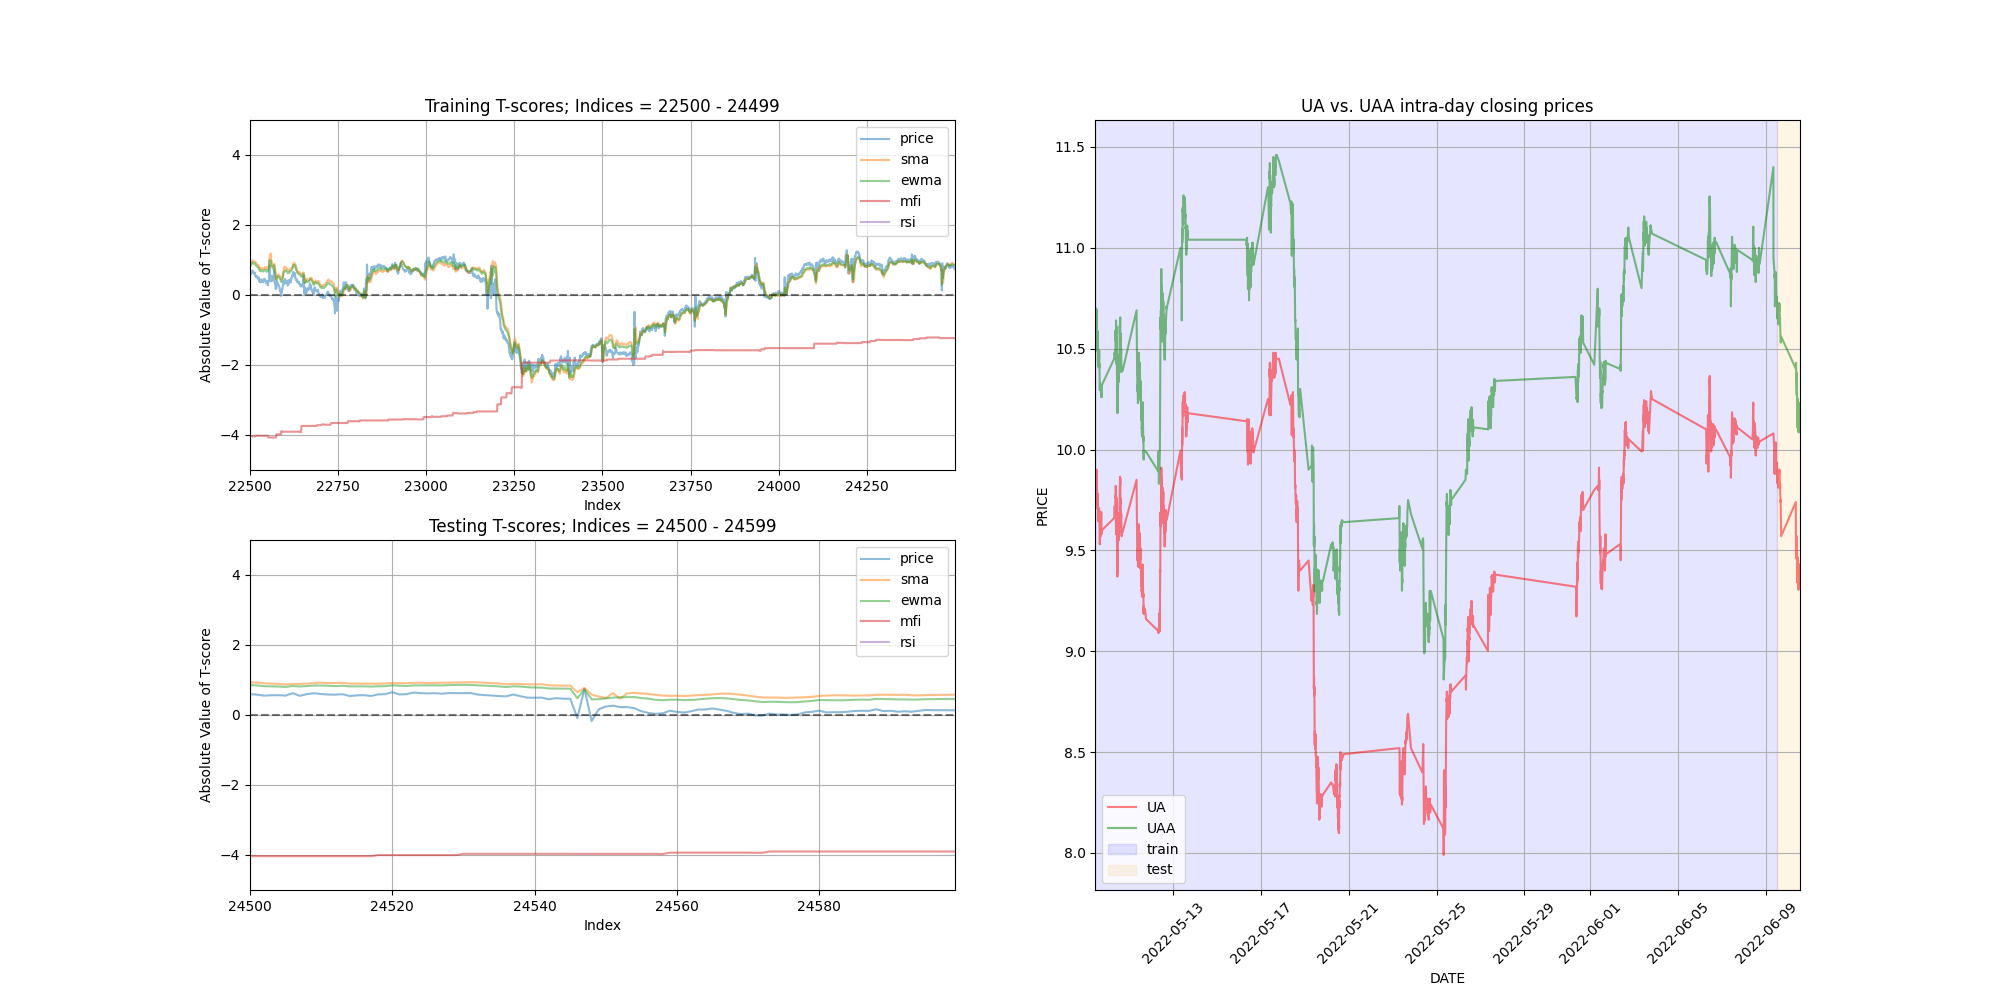 Training T-scores; Indices = 22500 - 24499
Absolute Value of T-score
4
2
0
−2
−4
price
sma
ewma
mfi
rsi
22500 22750 23000 23250 23500 23750 24000 24250
Index
Testing T-scores; Indices = 24500 - 24599
Absolute Value of T-score
4
2
0
−2
−4
price
sma
ewma
mfi
rsi
24500 24520 24540 24560 24580
Index
UA vs. UAA intra-day closing prices
PRICE
11.5
11.0
10.5
10.0
9.5
9.0
8.5
8.0
UA
UAA
train
test
2022-05-13 2022-05-17 2022-05-21 2022-05-25 2022-05-29 2022-06-01 2022-06-05 2022-06-09
DATE